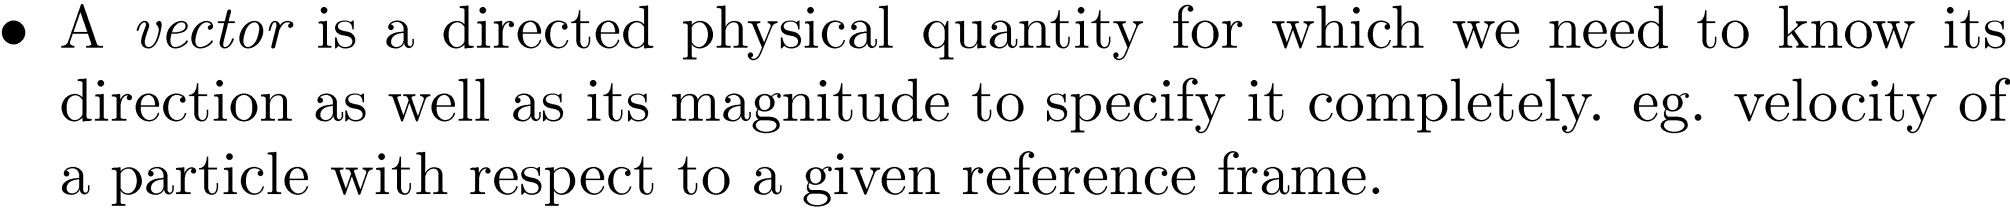 • A vector is a directed physical quantity for which we need to know its
direction as well as its magnitude to specify it completely. eg. velocity of
a particle with respect to a given reference frame.